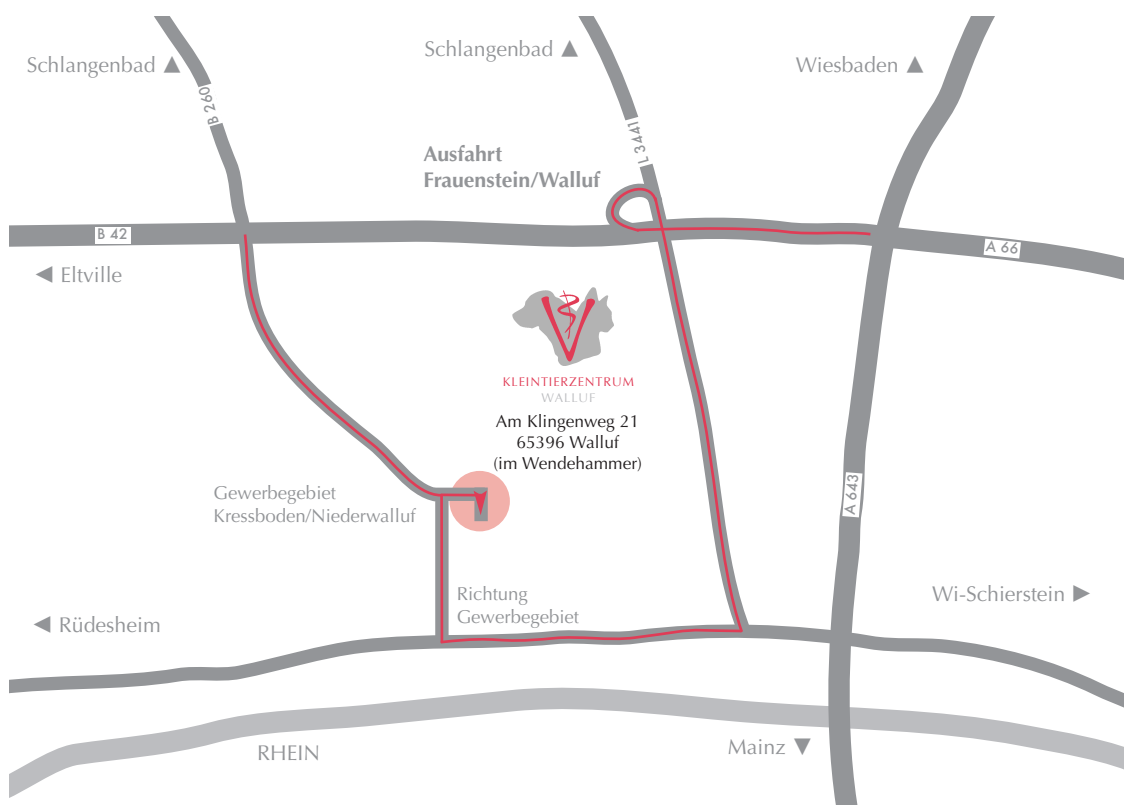 Schlangenbad
Schlangenbad
Wiesbaden
B 260
L 3441
Ausfahrt
Frauenstein/Walluf
B 42
A 66
Eltville
KLEINTIERZENTRUM
WALLUF
Am Klingenweg 21
65396 Walluf
(im Wendehammer)
Gewerbegebiet
Kressboden/Niederwalluf
A 643
Richtung
Gewerbegebiet
Wi-Schierstein
Rüdesheim
RHEIN
Mainz